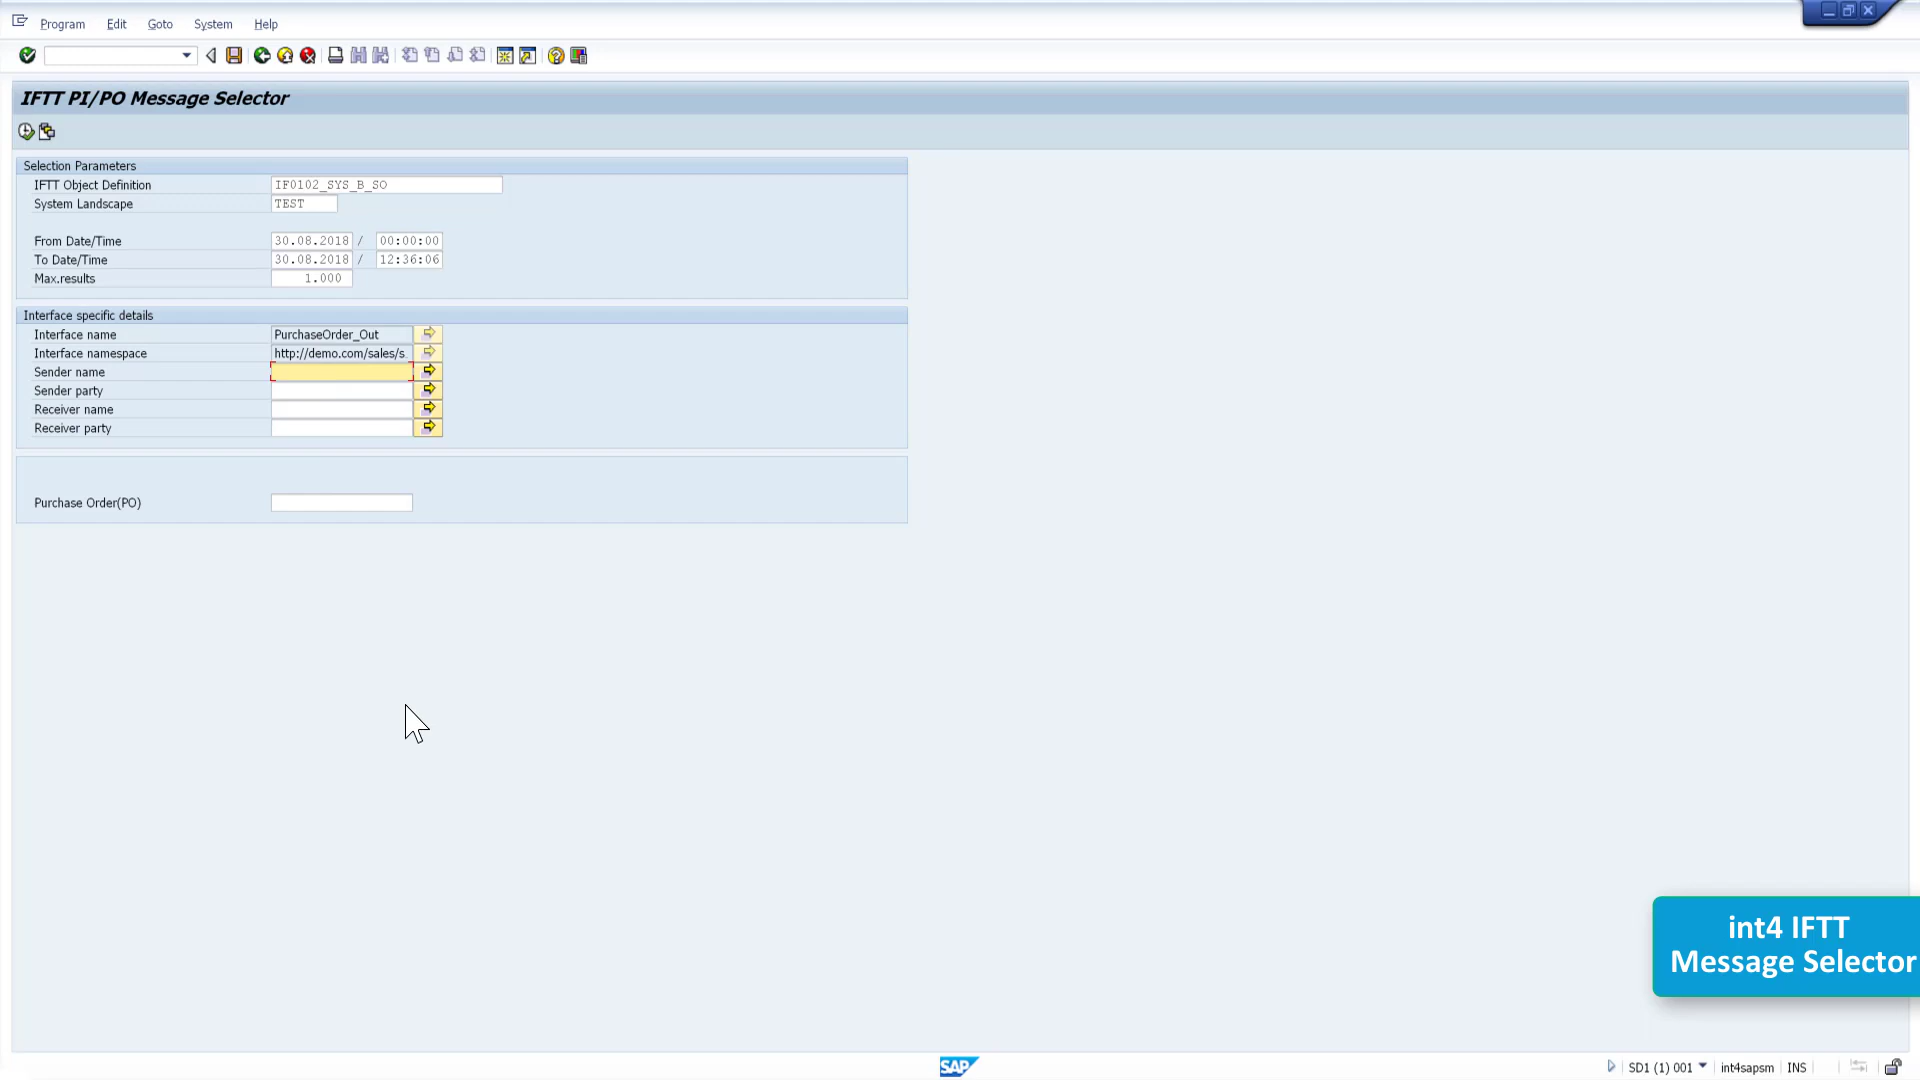 Program Edit Goto System Help
IFTT PI/PO Message Selector
Selection Parameters
IFTT Object Definition IF0102_SYS_B_SO
System Landscape TEST
From Date/Time 30.08.2018 / 00:00:00
To Date/Time 30.08.2018 / 12:36:06
Max.results 1.000
Interface specific details
Interface name PurchaseOrder_Out
Interface namespace http://demo.com/sales/s.
Sender name
Sender party
Receiver name
Receiver party
Purchase Order(PO)
int4 IFTT
Message Selector
SAP SD1 (1) 001 int4sapsm INS